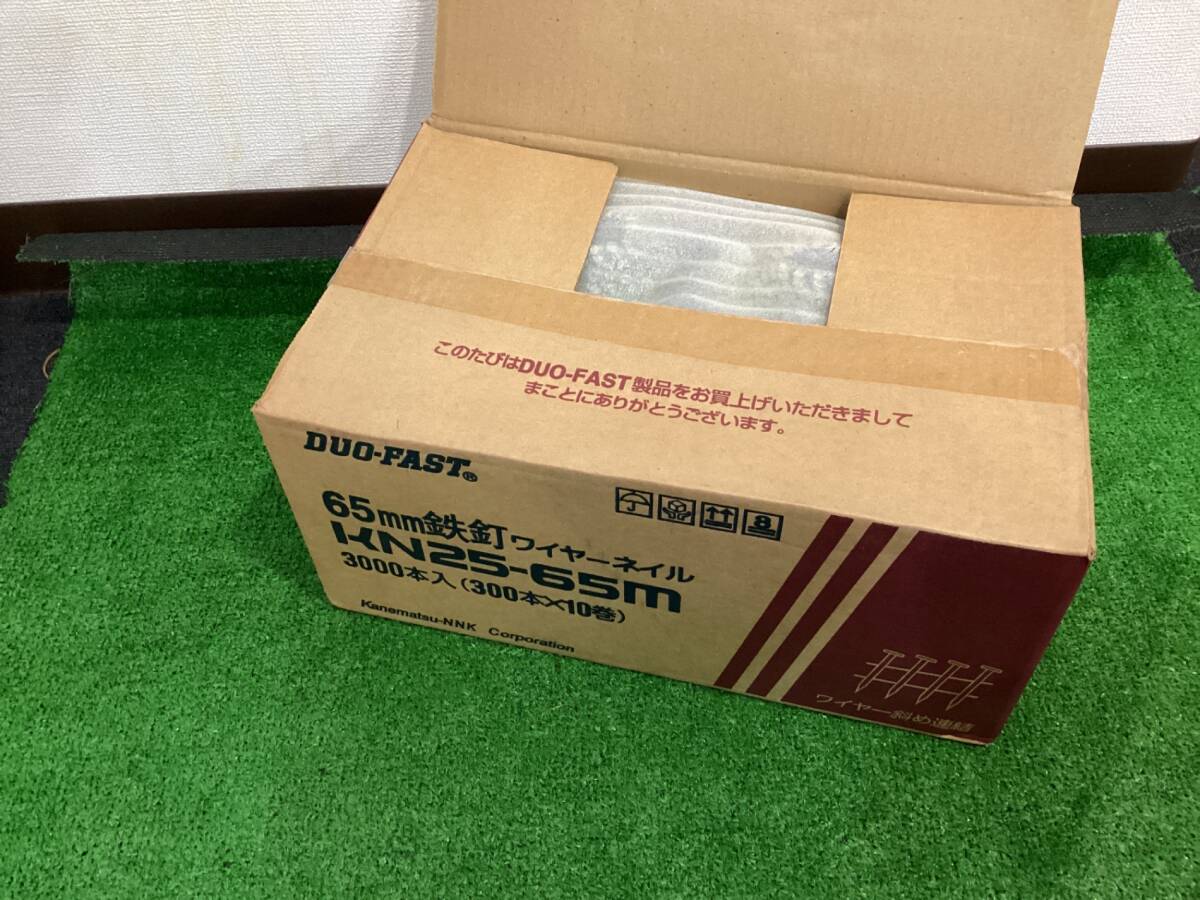 このたびはDUO-FAST製品をお買上げいただきまして
まことにありがとうございます。
DUO-FAST®
65mm鉄釘ワイヤーネイル
KN25-65m
3000本入(300本×10巻)
Kanematsu-NNK Corporation
8
ワイヤー斜め連結